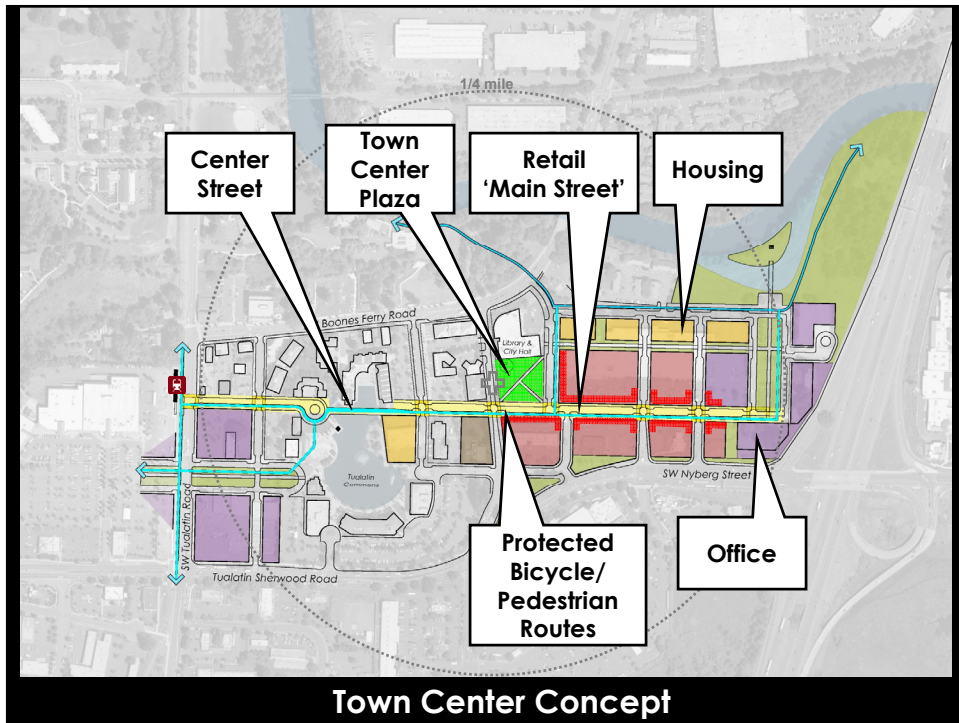 1/4 mile
Center
Street
Town
Center
Plaza
Retail
‘Main Street’
Housing
Boones Ferry Road
Library &
City Hall
Tualatin
Commons
SW Nyberg Street
SW Tualatin Road
Tualatin Sherwood Road
Protected
Bicycle/
Pedestrian
Routes
Office
Town Center Concept